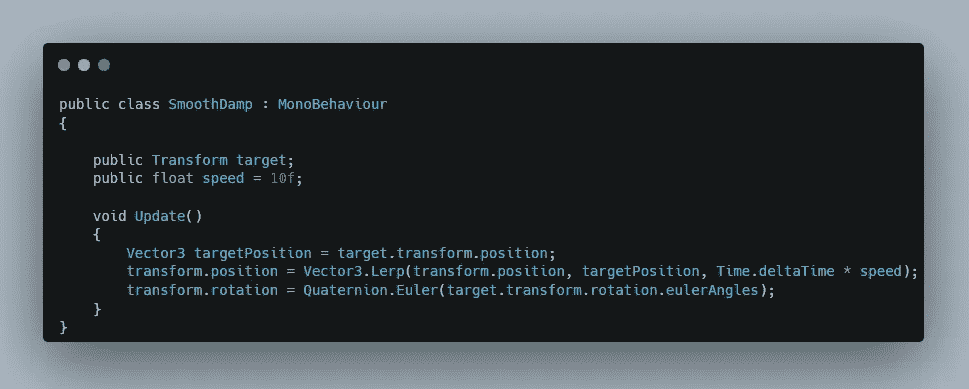 public class SmoothDamp : MonoBehaviour
{
public Transform target;
public float speed = 10f;
void Update()
{
Vector3 targetPosition = target.transform.position;
transform.position = Vector3.Lerp(transform.position, targetPosition, Time.deltaTime * speed);
transform.rotation = Quaternion.Euler(target.transform.rotation.eulerAngles);
}
}